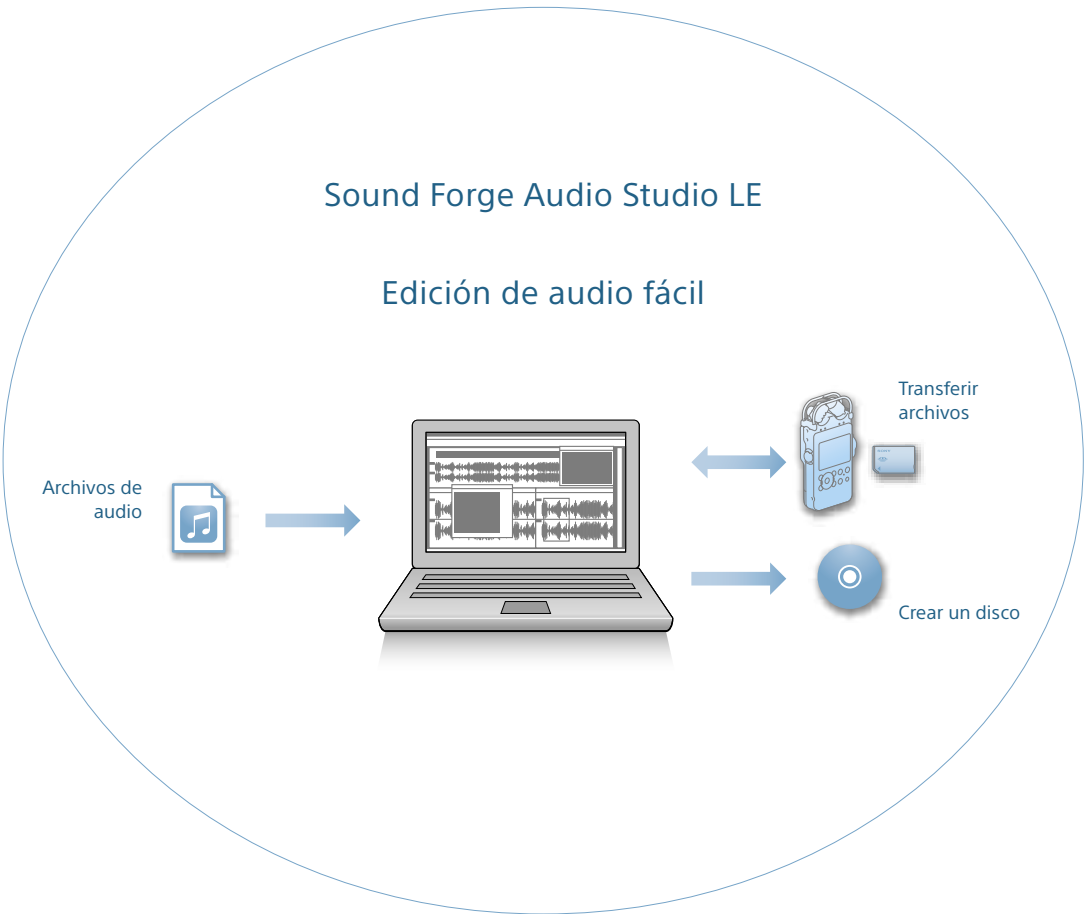 Sound Forge Audio Studio LE
Edición de audio fácil
Transferir
archivos
Archivos de
audio
Crear un disco